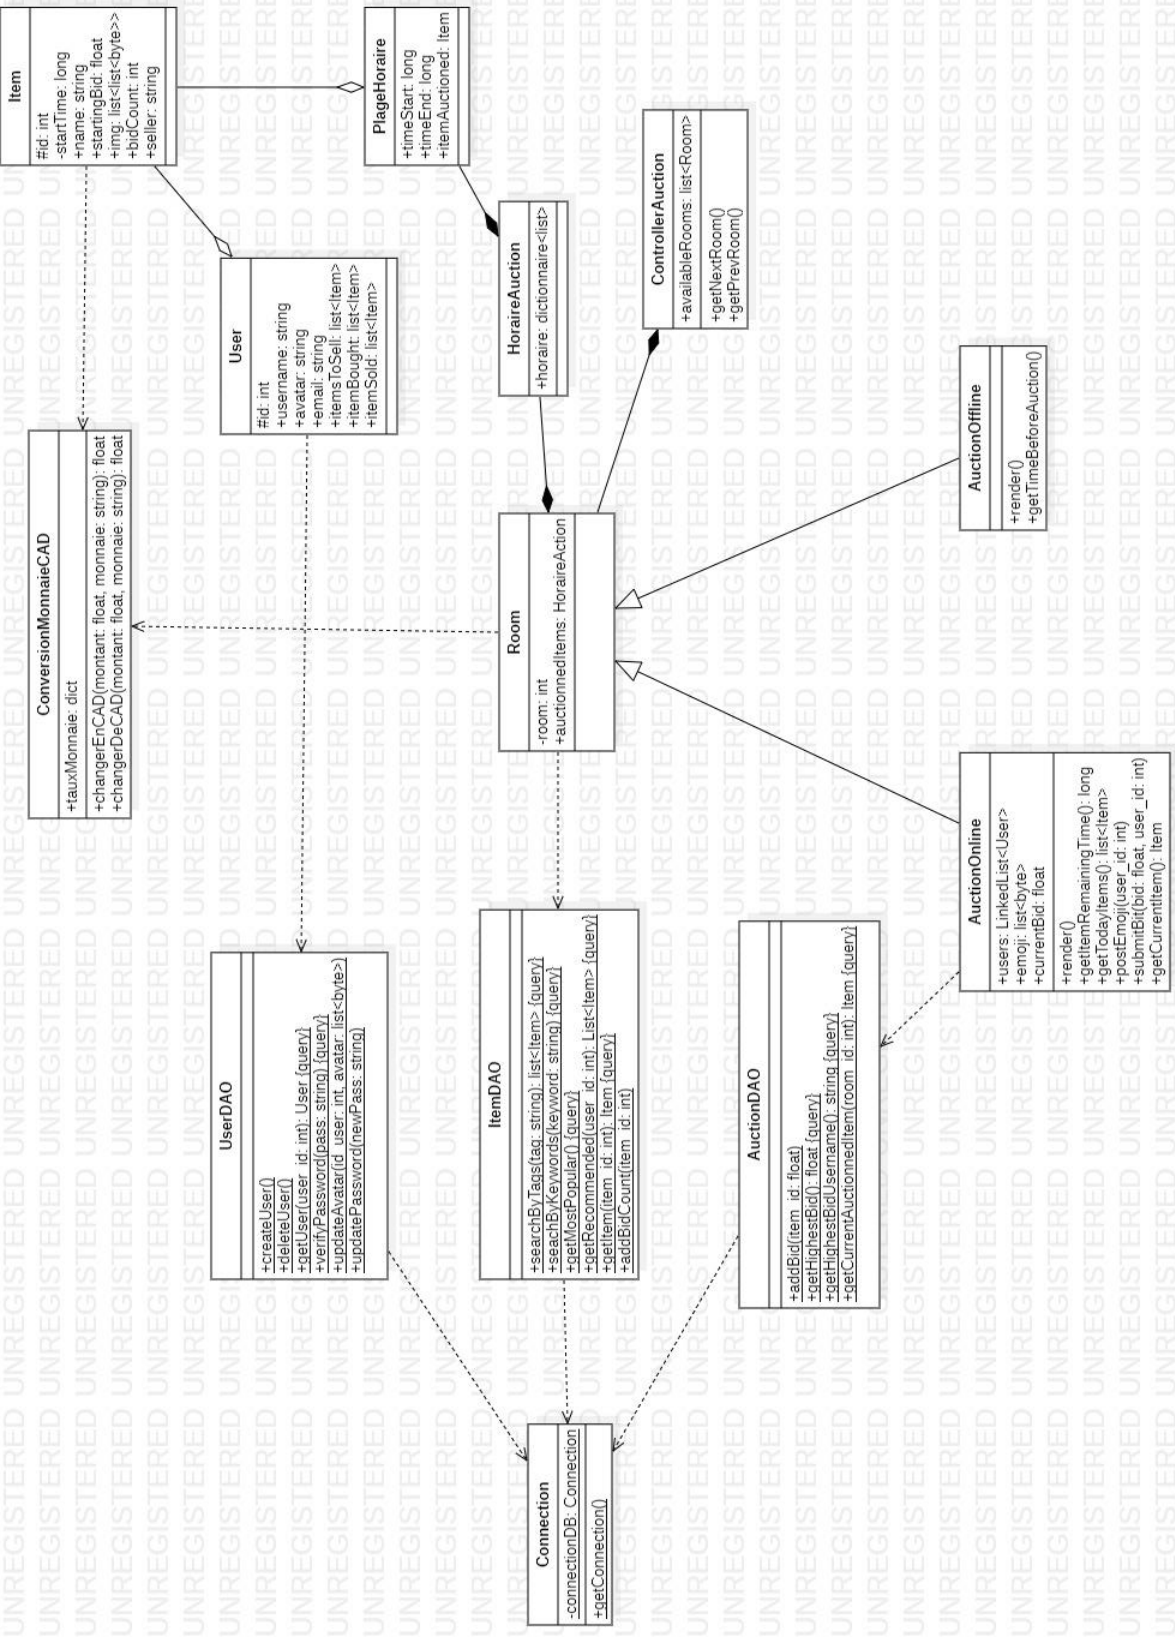 Item
#id: int
-startTime: long
+name: string
+startingBid: float
+img: list<list<byte>>
+bidCount: int
+seller: string
PlageHoraire
+timeStart: long
+timeEnd: long
+itemAuctioned: Item
ControllerAuction
+availableRooms: list<Room>
+getNextRoom()
+getPrevRoom()
HoraireAuction
+horaire: dictionnaire<list>
User
#id: int
+username: string
+avatar: string
+email: string
+itemsToSell: list<Item>
+itemBought: list<Item>
+itemSold: list<Item>
AuctionOffline
+render()
+getTimeBeforeAuction()
ConversionMonnaieCAD
+tauxMonnaie: dict
+changerEnCAD(montant: float, monnaie: string): float
+changerDeCAD(montant: float, monnaie: string): float
Room
-room: int
+auctionnedItems: HoraireAction
AuctionOnline
+users: LinkedList<User>
+emoji: list<byte>
+currentBid: float
+render()
+getItemRemainingTime(): long
+getTodayItems(): list<Item>
+postEmoji(user_id: int)
+submitBit(bid: float, user_id: int)
+getCurrentItem(): Item
UserDAO
+createUser()
+deleteUser()
+getUser(user_id: int): User {query}
+verifyPassword(pass: string) {query}
+updateAvatar(id_user: int, avatar: list<byte>)
+updatePassword(newPass: string)
ItemDAO
+searchByTags(tag: string): list<Item> {query}
+seachByKeywords(keyword: string) {query}
+getMostPopular() {query}
+getRecommended(user_id: int): List<Item> {query}
+getItem(item_id: int): Item {query}
+addBidCount(item_id: int)
AuctionDAO
+addBid(item_id: float)
+getHighestBid(): float {query}
+getHighestBidUsername(): string {query}
+getCurrentAuctionnedItem(room_id: int): Item {query}
Connection
-connectionDB: Connection
+getConnection()
UNREGISTERED